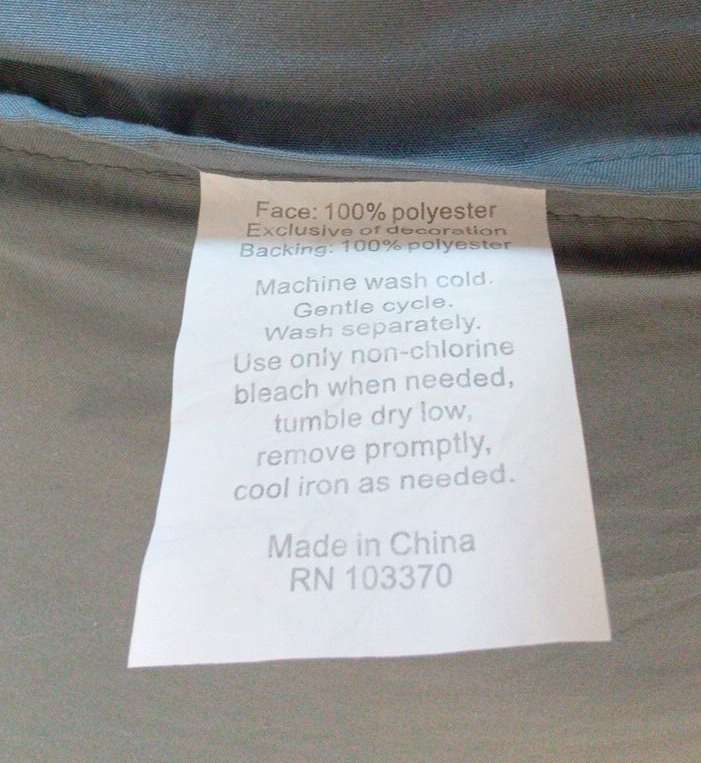 Face: 100% polyester
Exclusive of decoration
Backing: 100% polyester
Machine wash cold.
Gentle cycle.
Wash separately.
Use only non-chlorine
bleach when needed,
tumble dry low,
remove promptly,
cool iron as needed.
Made in China
RN 103370